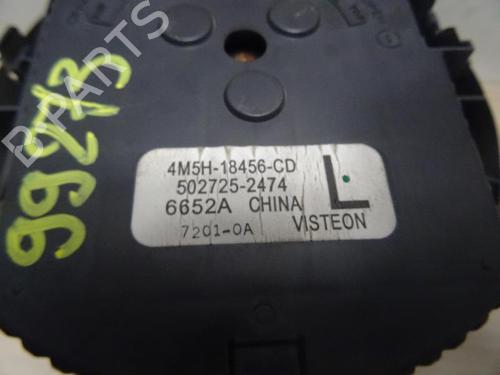 99273
4M5H-18456-CD
502725-2474
6652A CHINA L
7201-0A VISTEON
B-PARTS